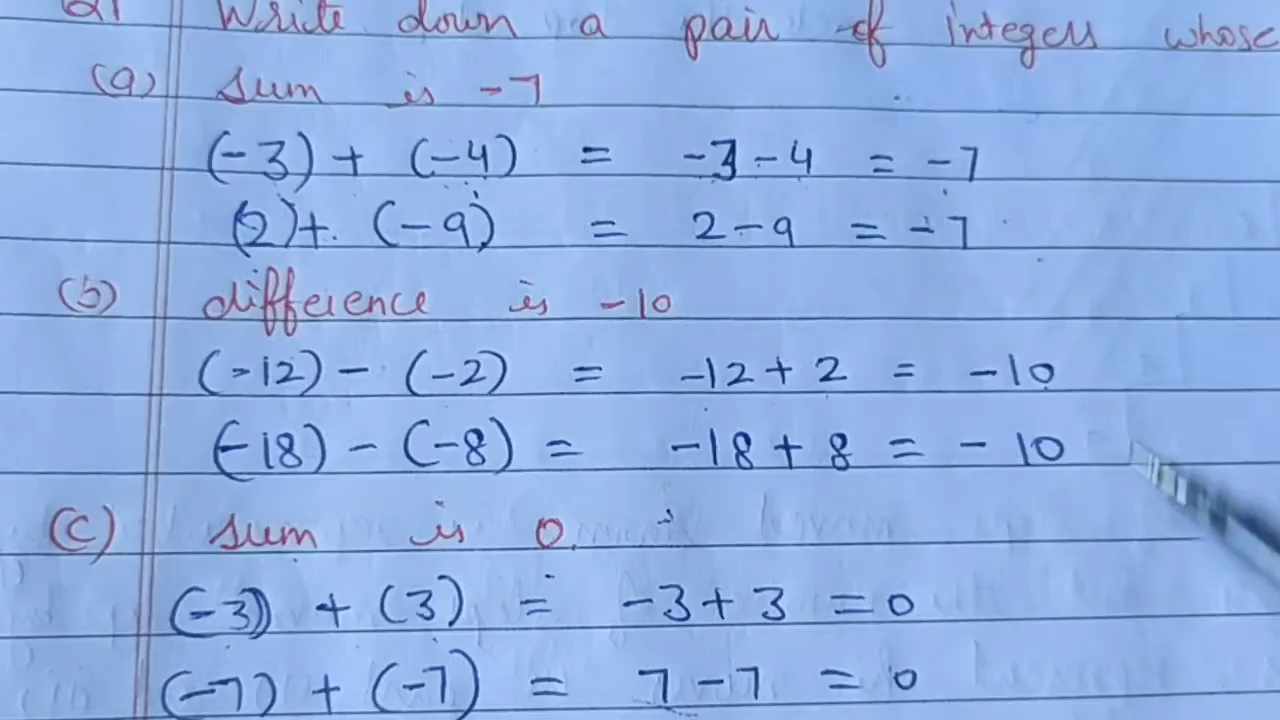 Q1 Write down a pair of integers whose
(a) sum is -7
(-3) + (-4) = -3 - 4 = -7
(2) + (-9) = 2 - 9 = -7
(b) difference is -10
(-12) - (-2) = -12 + 2 = -10
(-18) - (-8) = -18 + 8 = -10
(c) sum is 0.
(-3) + (3) = -3 + 3 = 0
(-7) + (-7) = 7 - 7 = 0